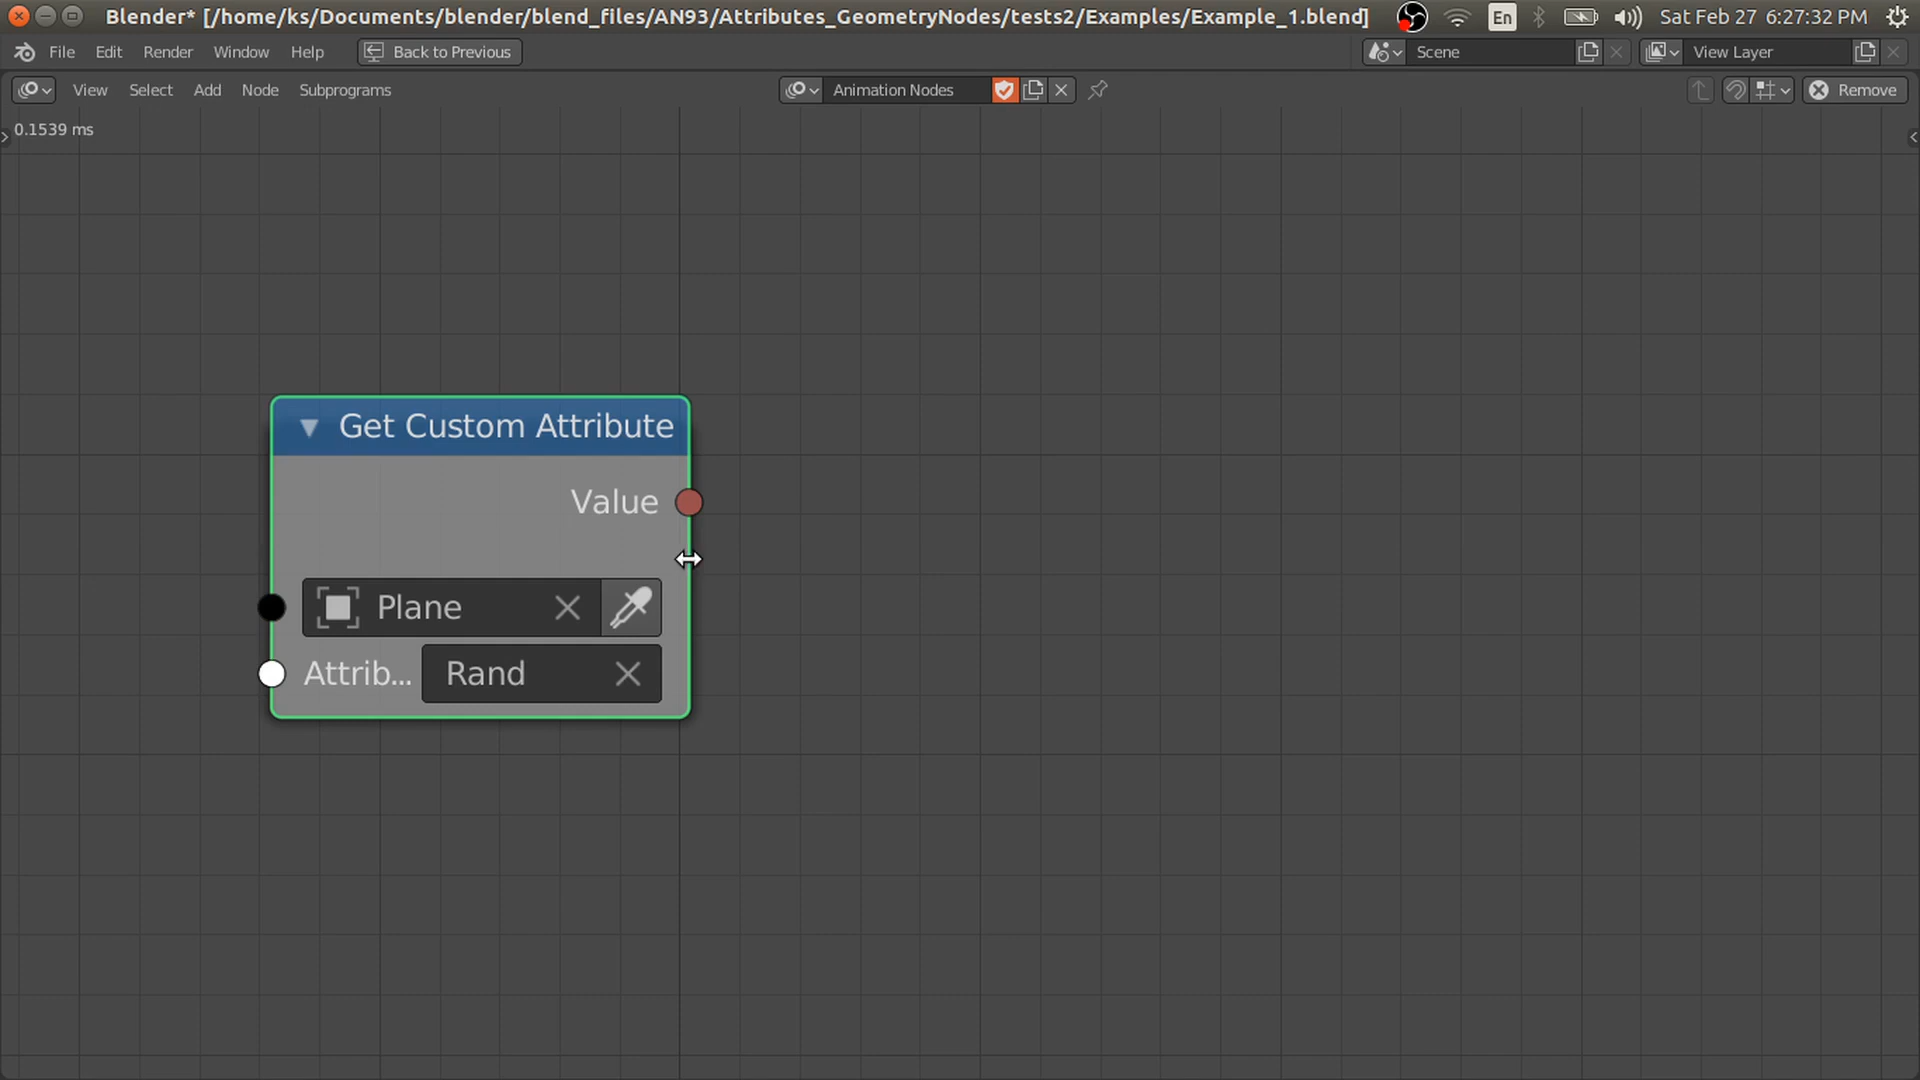 Blender* [/home/ks/Documents/blender/blend_files/AN93/Attributes_GeometryNodes/tests2/Examples/Example_1.blend] En Sat Feb 27 6:27:32 PM
File Edit Render Window Help Back to Previous Scene View Layer
View Select Add Node Subprograms Animation Nodes Remove
0.1539 ms
Get Custom Attribute
Value
Plane
Attrib... Rand